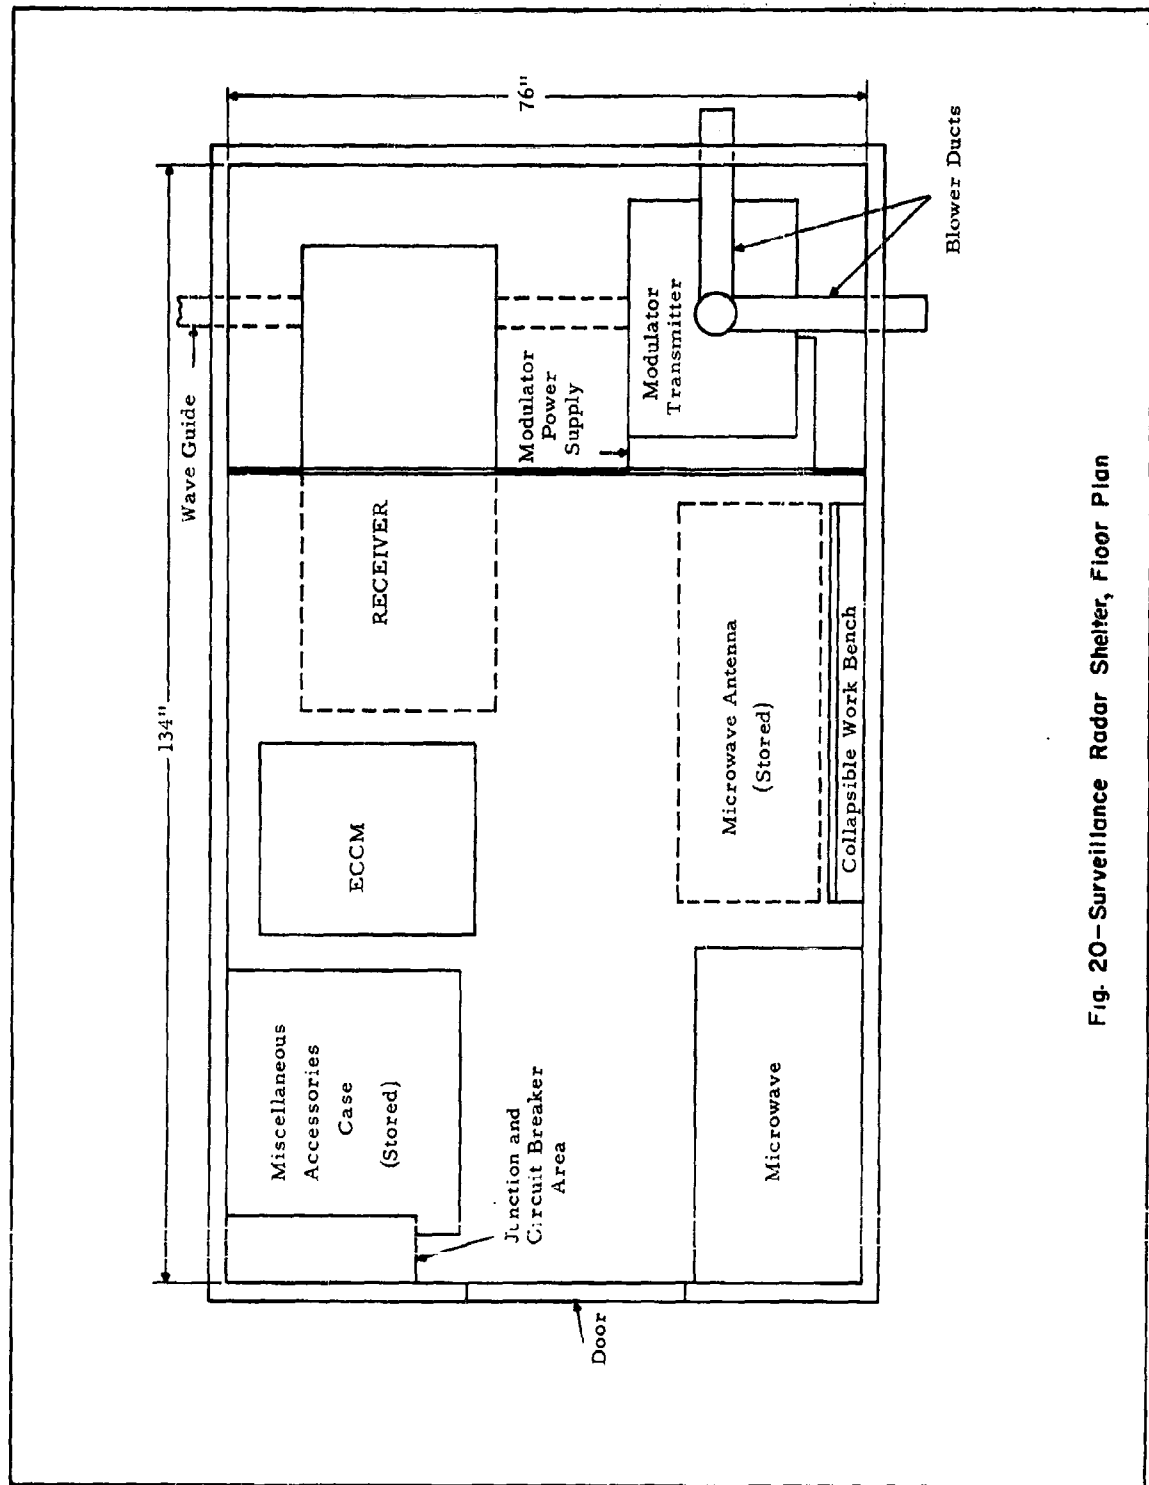 134"
76"
Wave Guide
Blower Ducts
Modulator
Power
Supply
Modulator
Transmitter
RECEIVER
ECCM
Miscellaneous
Accessories
Case
(Stored)
Junction and
Circuit Breaker
Area
Microwave Antenna
(Stored)
Collapsible Work Bench
Microwave
Door
Fig. 20-Surveillance Radar Shelter, Floor Plan